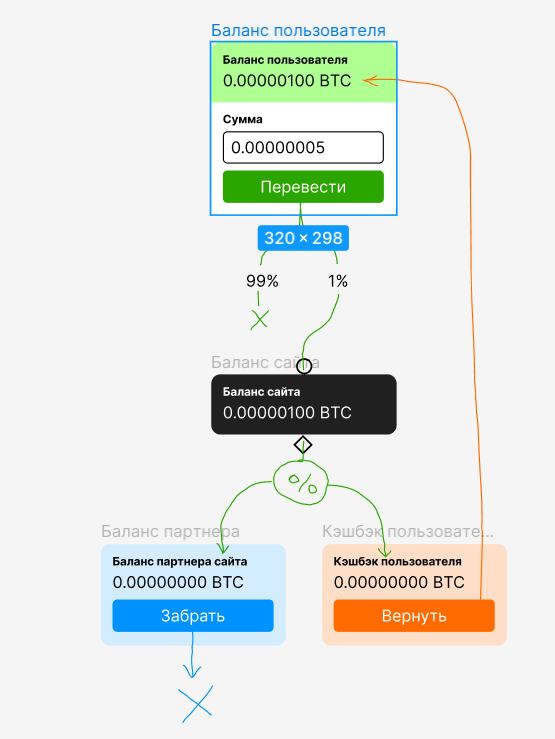 Баланс пользователя
Баланс пользователя
0.00000100 BTC
Сумма
0.00000005
Перевести
320 × 298
99% 1%
Баланс сайта
Баланс сайта
0.00000100 BTC
%
Баланс партнера Кэшбэк пользовате...
Баланс партнера сайта Кэшбэк пользователя
0.00000000 BTC 0.00000000 BTC
Забрать Вернуть